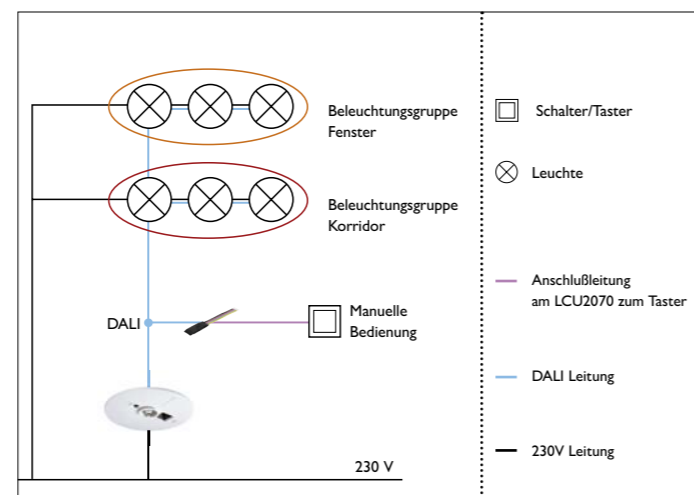 Beleuchtungsgruppe
Fenster
Beleuchtungsgruppe
Korridor
DALI
Manuelle
Bedienung
230 V
Schalter/Taster
Leuchte
Anschlußleitung
am LCU2070 zum Taster
DALI Leitung
230V Leitung